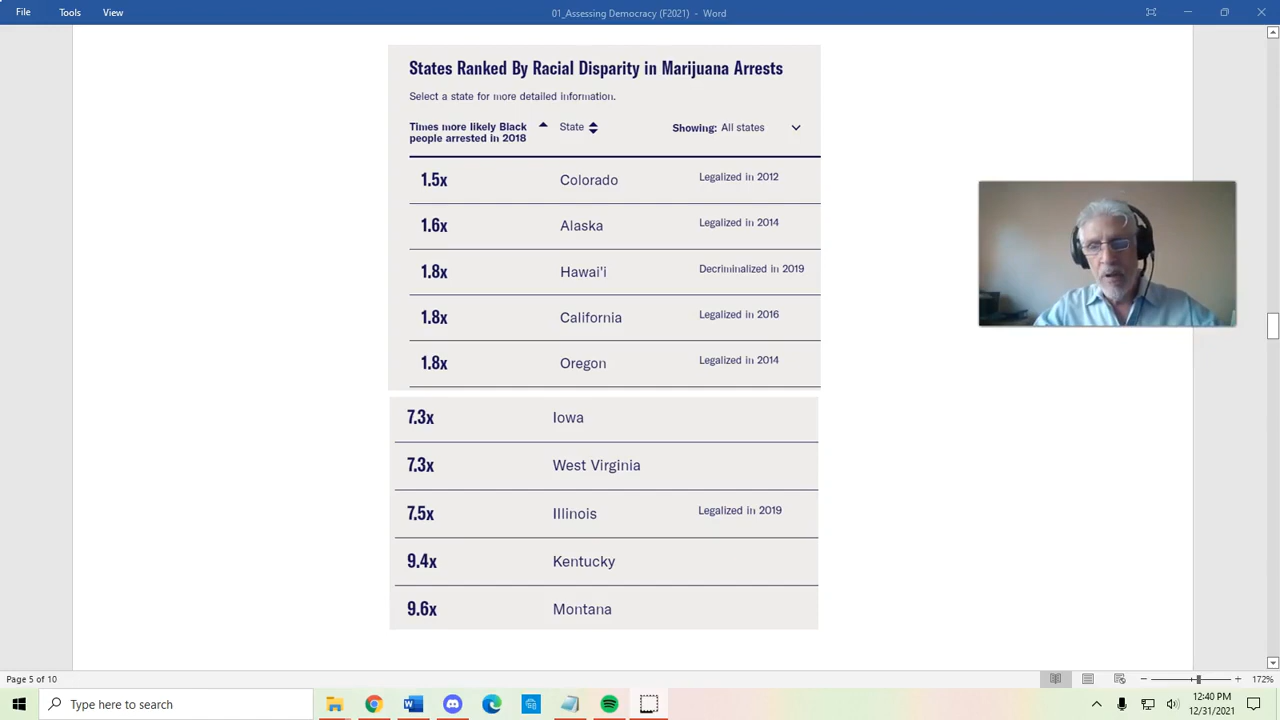 File Tools View 01_Assessing Democracy (F2021) - Word
States Ranked By Racial Disparity in Marijuana Arrests
Select a state for more detailed information.
Times more likely Black people arrested in 2018 State Showing: All states
1.5x Colorado Legalized in 2012
1.6x Alaska Legalized in 2014
1.8x Hawai'i Decriminalized in 2019
1.8x California Legalized in 2016
1.8x Oregon Legalized in 2014
7.3x Iowa
7.3x West Virginia
7.5x Illinois Legalized in 2019
9.4x Kentucky
9.6x Montana
Page 5 of 10 172%
Type here to search 12:40 PM
12/31/2021